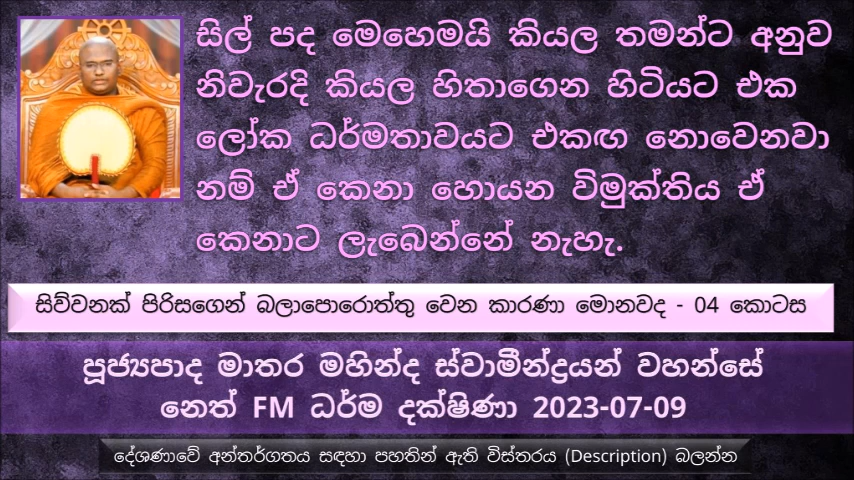 සිල් පද මෙහෙමයි කියල තමන්ට අනුව
නිවැරදි කියල හිතාගෙන හිටියට එක
ලෝක ධර්මතාවයට එකඟ නොවෙනවා
නම් ඒ කෙනා හොයන විමුක්තිය ඒ
කෙනාට ලැබෙන්නේ නැහැ.
සිව්වනක් පිරිසගෙන් බලාපොරොත්තු වෙන කාරණා මොනවද - 04 කොටස
පූජ්‍යපාද මාතර මහින්ද ස්වාමීන්ද්‍රයන් වහන්සේ
නෙත් FM ධර්ම දක්ෂිණා 2023-07-09
දේශණාවේ අන්තර්ගතය සඳහා පහතින් ඇති විස්තරය (Description) බලන්න